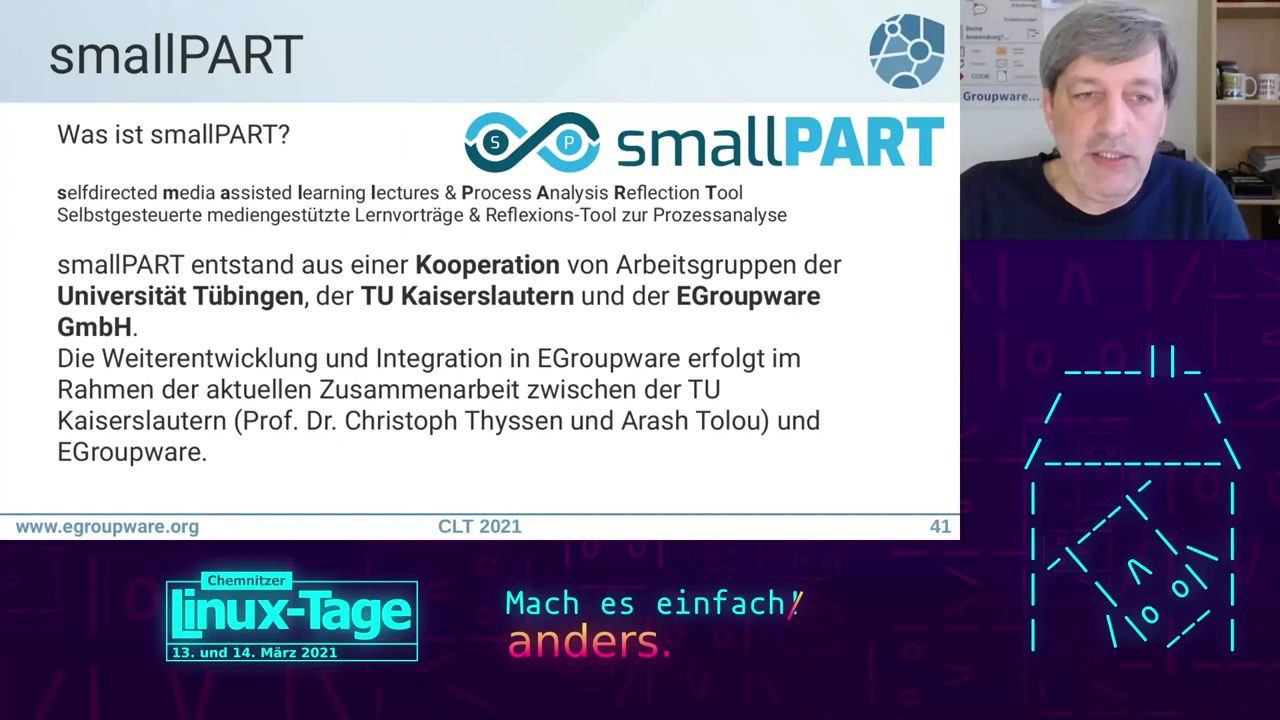 smallPART
Was ist smallPART?
S P smallPART
selfdirected media assisted learning lectures & Process Analysis Reflection Tool
Selbstgesteuerte mediengestützte Lernvorträge & Reflexions-Tool zur Prozessanalyse
smallPART entstand aus einer Kooperation von Arbeitsgruppen der
Universität Tübingen, der TU Kaiserslautern und der EGroupware
GmbH.
Die Weiterentwicklung und Integration in EGroupware erfolgt im
Rahmen der aktuellen Zusammenarbeit zwischen der TU
Kaiserslautern (Prof. Dr. Christoph Thyssen und Arash Tolou) und
EGroupware.
www.egroupware.org CLT 2021 41
Deine
Anwendung?...
CODE
Groupware...
Chemnitzer
Linux-Tage
13. und 14. März 2021
Mach es einfach!
anders.